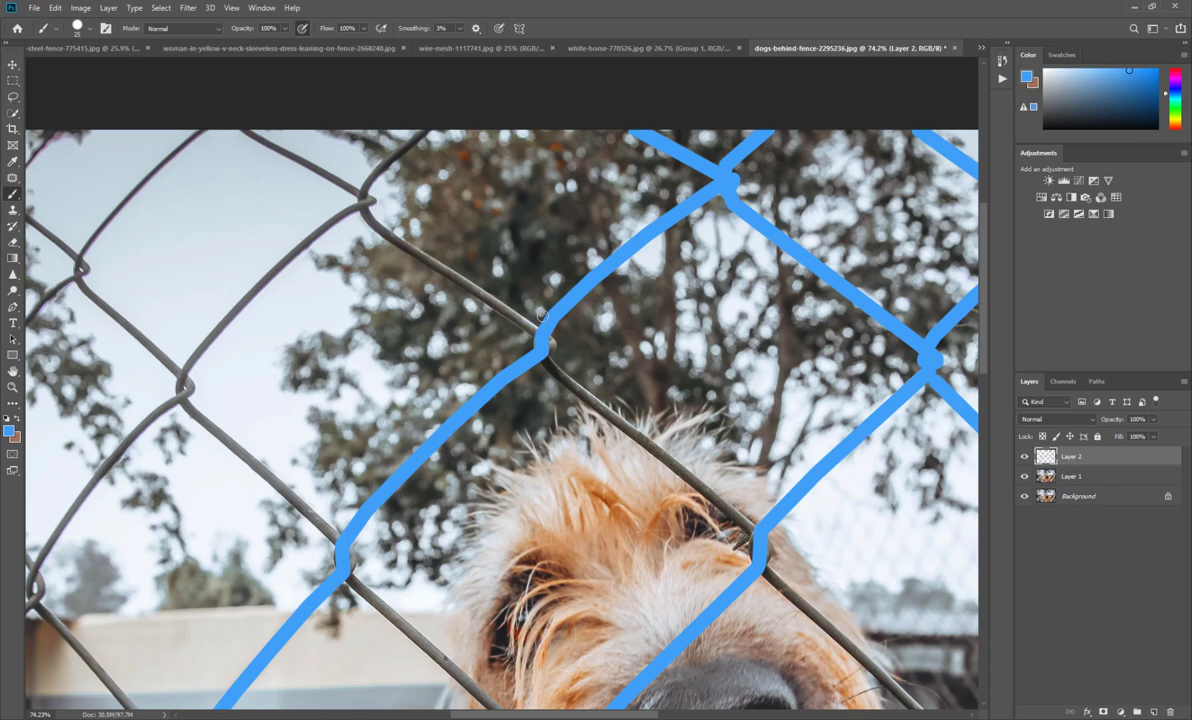 File Edit Image Layer Type Select Filter 3D View Window Help
25 Mode: Normal Opacity: 100% Flow: 100% Smoothing: 3%
-steel-fence-775415.jpg @ 25.9% (... × woman-in-yellow-v-neck-sleeveless-dress-leaning-on-fence-2668240.jpg × wire-mesh-1117741.jpg @ 25% (RGB/... × white-horse-770526.jpg @ 26.7% (Group 1, RGB/8) × dogs-behind-fence-2295236.jpg @ 74.2% (Layer 2, RGB/8) * ×
Color Swatches
Adjustments
Add an adjustment
Layers Channels Paths
Kind
Normal Opacity: 100%
Lock: Fill: 100%
Layer 2
Layer 1
Background
74.23% Doc: 30.5M/97.7M